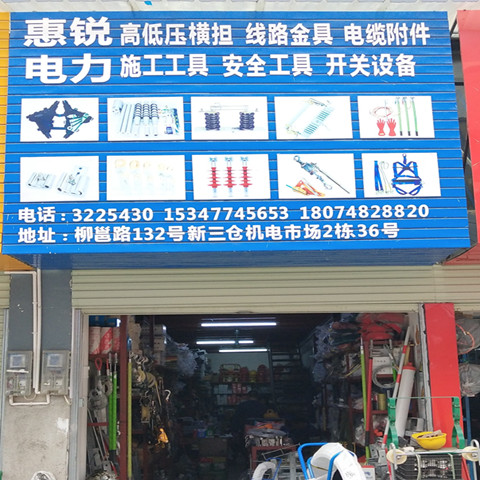 惠锐电力
高低压横担 线路金具 电缆附件
施工工具 安全工具 开关设备
电话：3225430 15347745653 18074828820
地址：柳邕路132号新三仓机电市场2栋36号